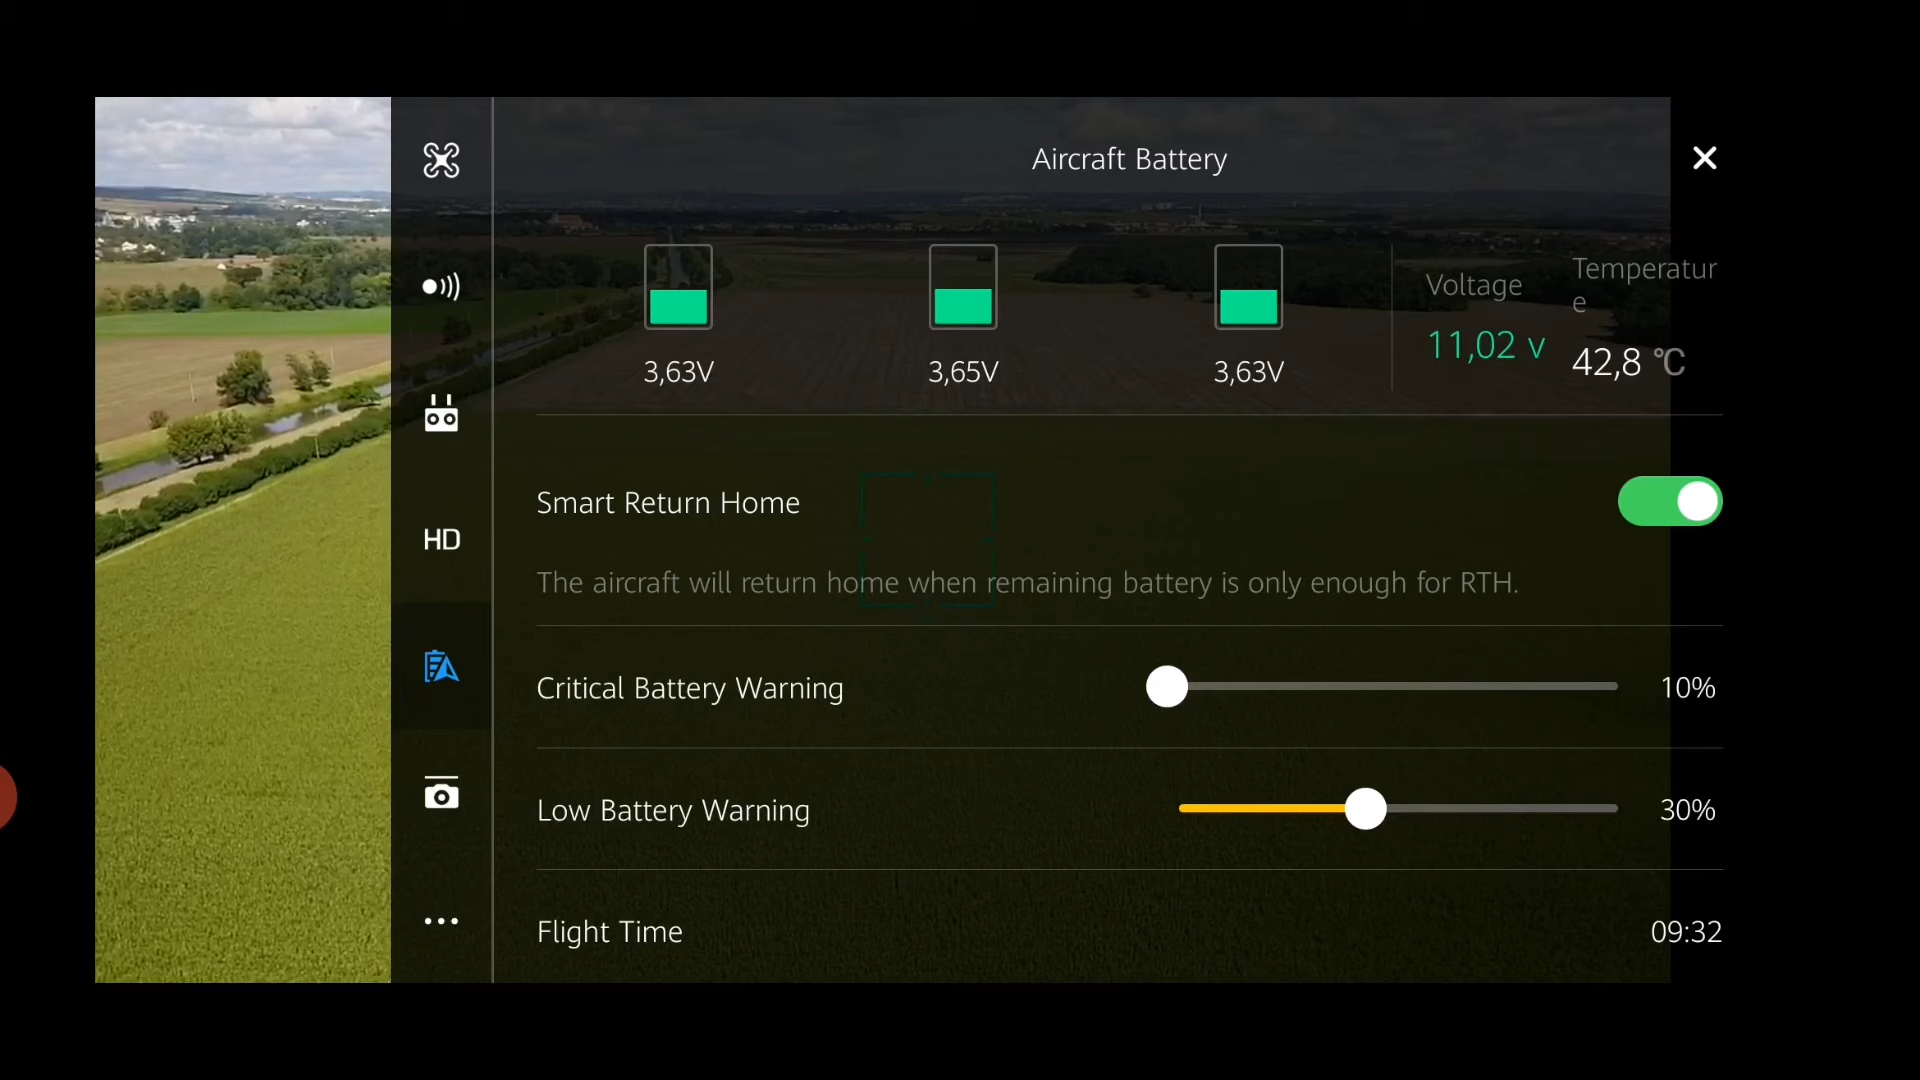 Aircraft Battery
Voltage
Temperatur
e
11,02 v
42,8 °C
3,63V
3,65V
3,63V
Smart Return Home
The aircraft will return home when remaining battery is only enough for RTH.
HD
Critical Battery Warning
10%
Low Battery Warning
30%
Flight Time
09:32